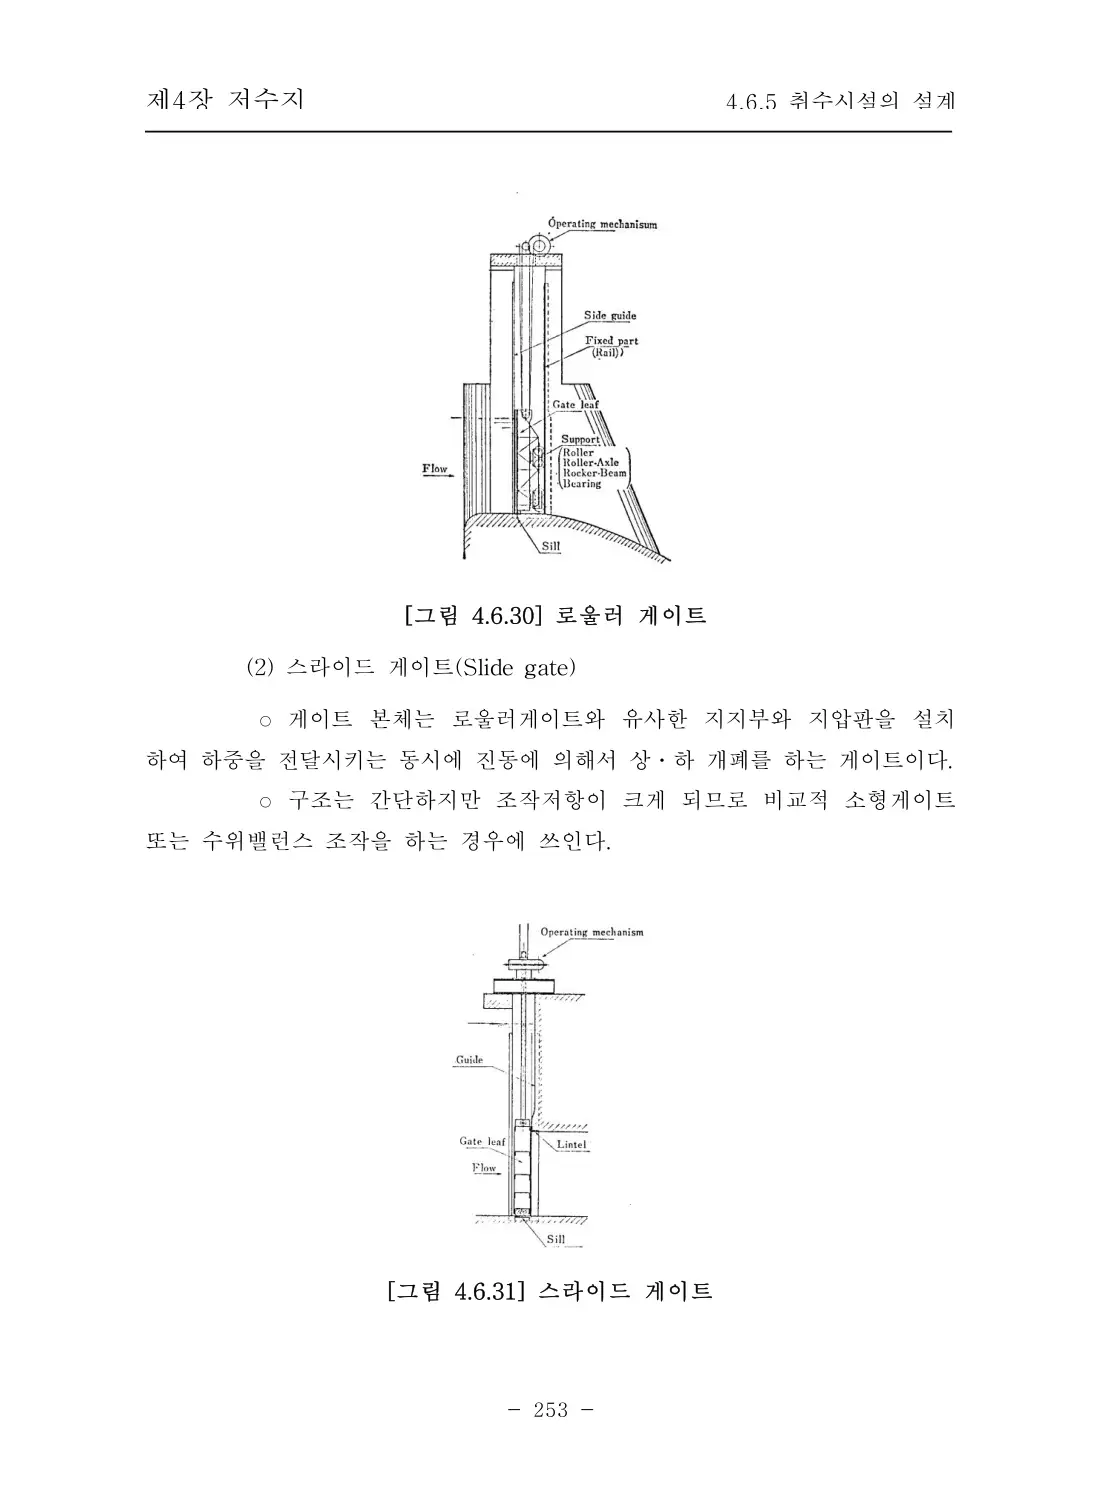 제4장 저수지
4.6.5 취수시설의 설계
Operating mechanisum
Side guide
Fixed part
(Rail))
Gate leaf
Support
Roller
Roller-Axle
Rocker-Beam
Bearing
Flow
Sill
[그림 4.6.30] 로울러 게이트
(2) 스라이드 게이트(Slide gate)
○ 게이트 본체는 로울러게이트와 유사한 지지부와 지압판을 설치
하여 하중을 전달시키는 동시에 진동에 의해서 상·하 개폐를 하는 게이트이다.
○ 구조는 간단하지만 조작저항이 크게 되므로 비교적 소형게이트
또는 수위밸런스 조작을 하는 경우에 쓰인다.
Operating mechanism
Guide
Gate leaf
Lintel
Flow
Sill
[그림 4.6.31] 스라이드 게이트
- 253 -